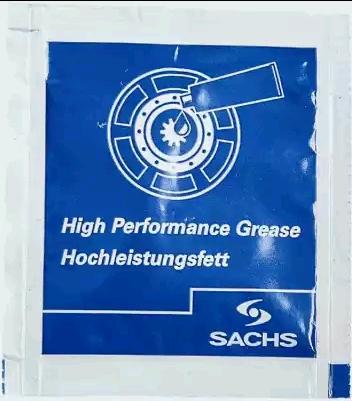 High Performance Grease
Hochleistungsfett
SACHS